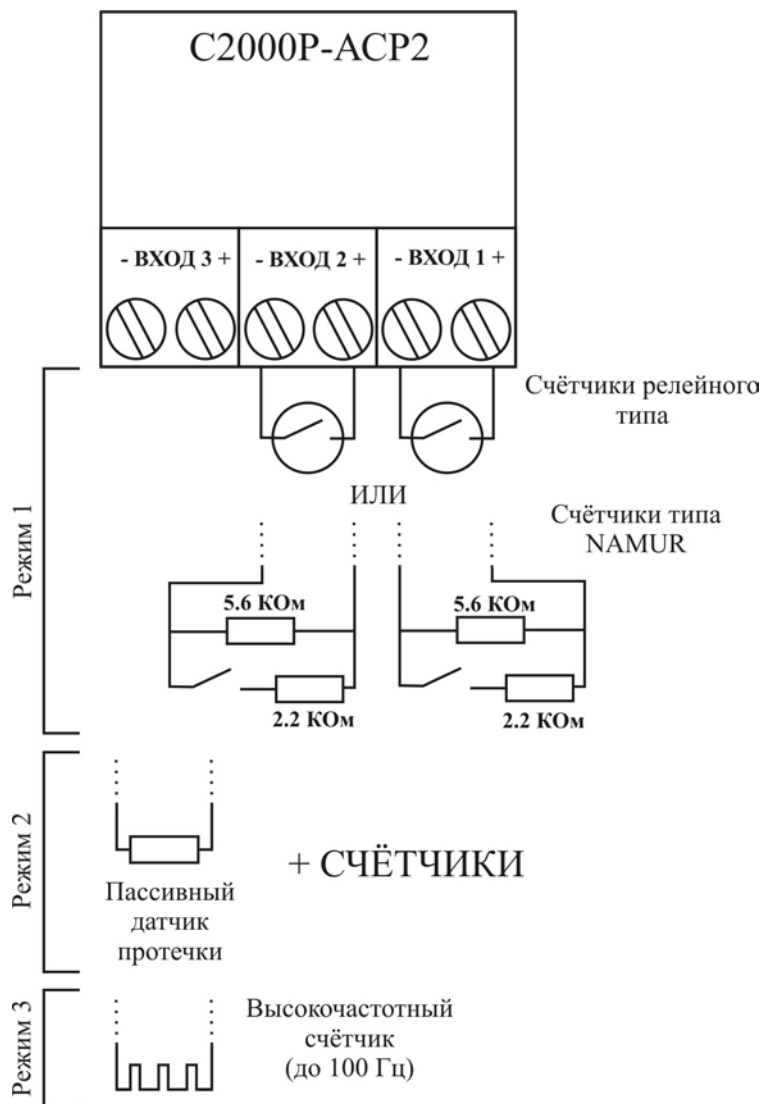 С2000Р-АСР2
- ВХОД 3 +
- ВХОД 2 +
- ВХОД 1 +
Счётчики релейного
типа
ИЛИ
Счётчики типа
NAMUR
Режим 1
5.6 КОм
5.6 КОм
2.2 КОм
2.2 КОм
Режим 2
+ СЧЁТЧИКИ
Пассивный
датчик
протечки
Режим 3
Высокочастотный
счётчик
(до 100 Гц)